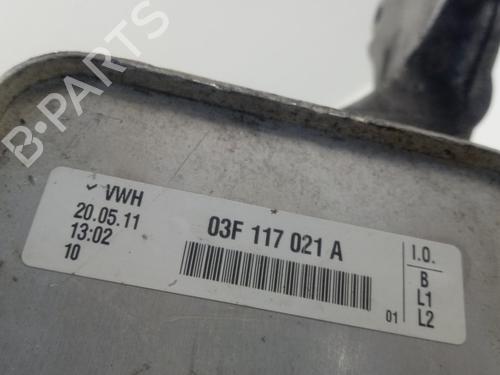 B-PARTS
VWH
20.05.11
13:02
10
03F 117 021 A
01
I.O.
B
L1
L2